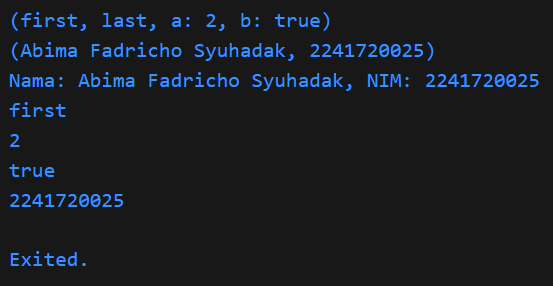 (first, last, a: 2, b: true)
(Abima Fadricho Syuhadak, 2241720025)
Nama: Abima Fadricho Syuhadak, NIM: 2241720025
first
2
true
2241720025
Exited.